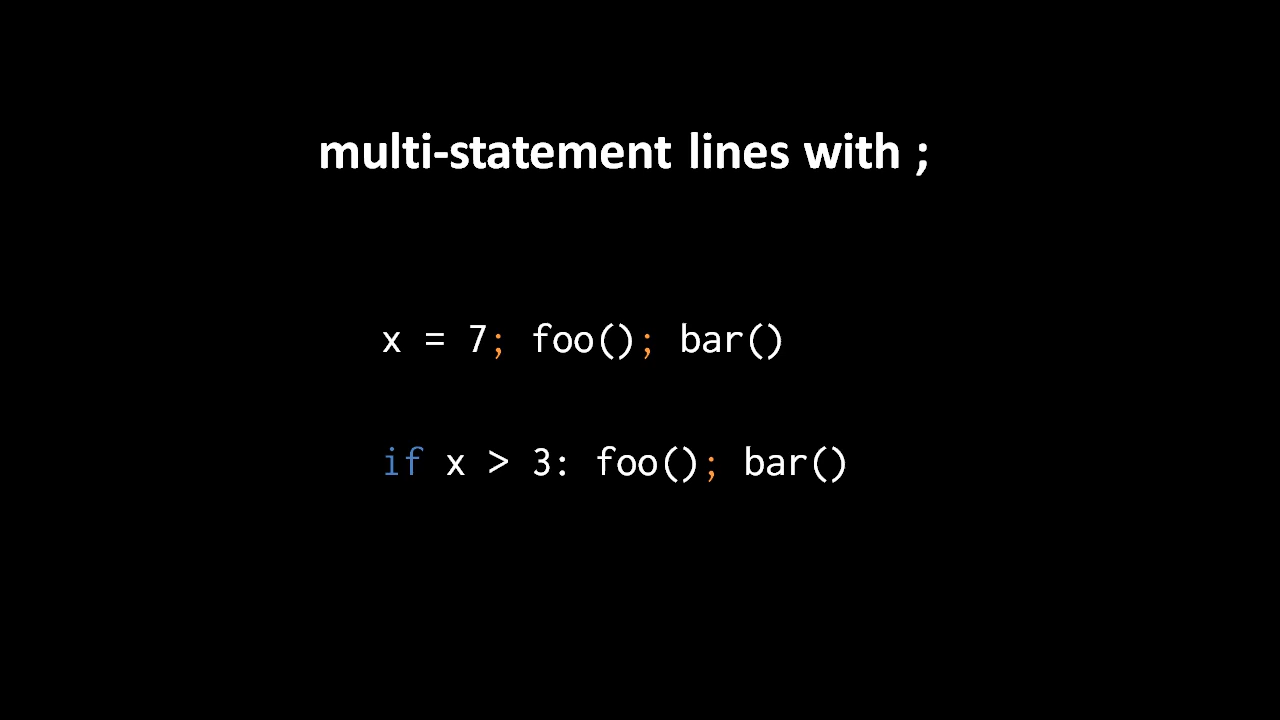 multi-statement lines with ;
x = 7; foo(); bar()
if x > 3: foo(); bar()